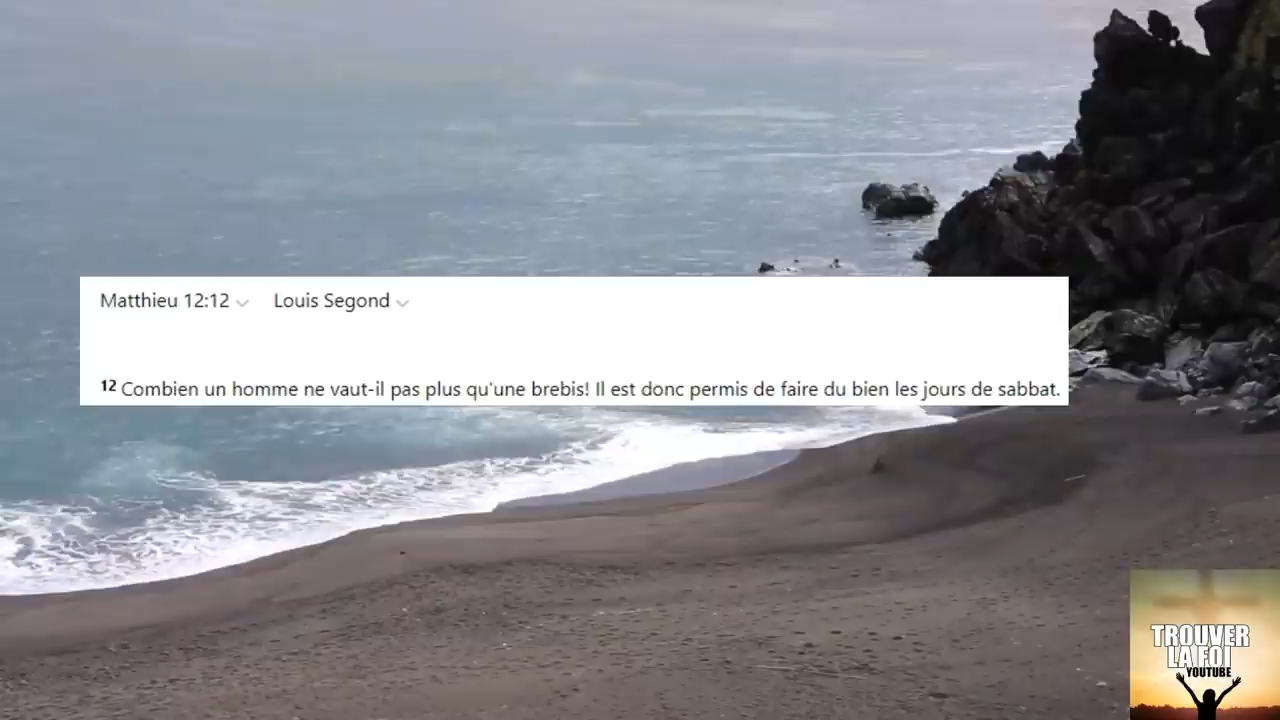 Matthieu 12:12 Louis Segond
12 Combien un homme ne vaut-il pas plus qu'une brebis! Il est donc permis de faire du bien les jours de sabbat.
TROUVER
LA FOI
YOUTUBE